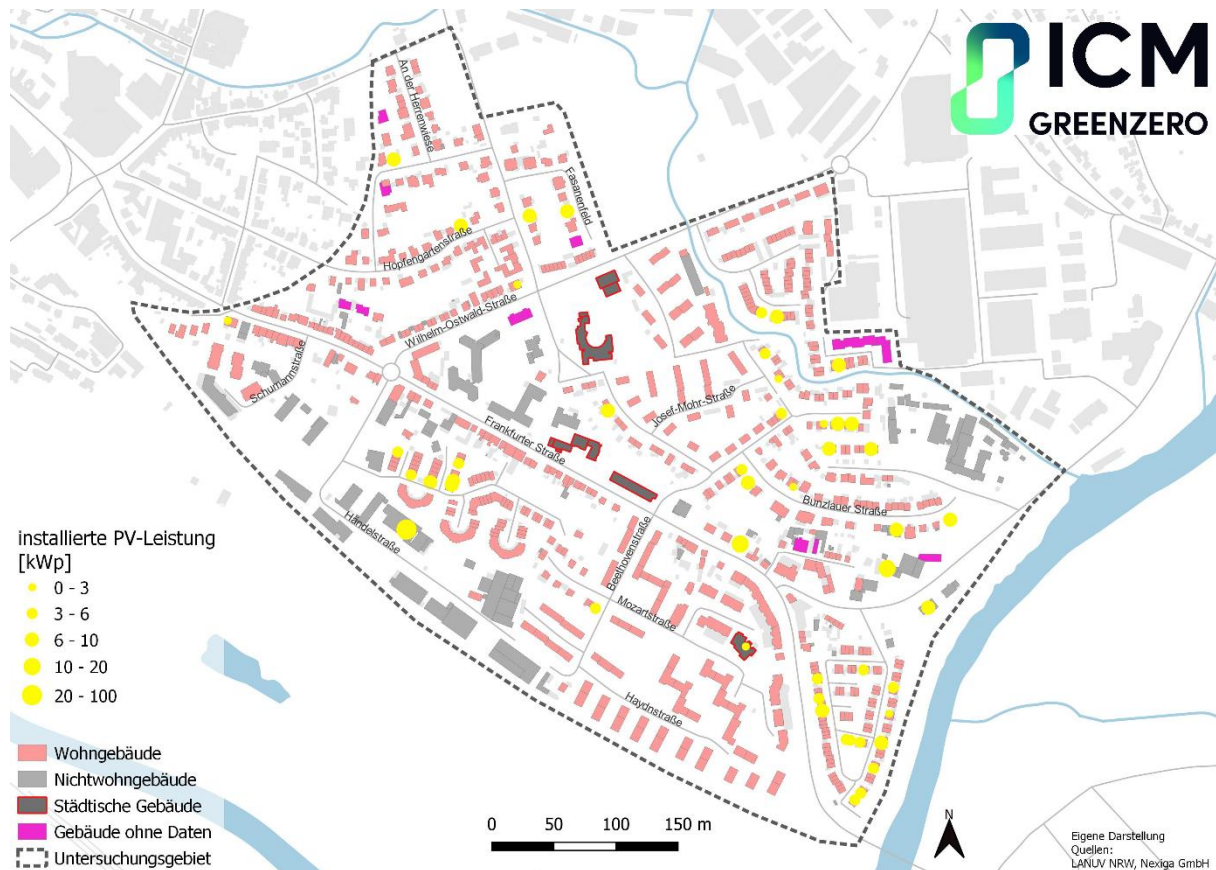 ICM
GREENZERO
An der Herrenwiese
Fasanenfeld
Hopfengartenstraße
Wilhelm-Ostwald-Straße
Schumannstraße
Josef-Mohr-Straße
Frankfurter Straße
Bunzlauer Straße
Händelstraße
Beethovenstraße
Mozartstraße
Haydnstraße
installierte PV-Leistung
[kWp]
0 - 3
3 - 6
6 - 10
10 - 20
20 - 100
Wohngebäude
Nichtwohngebäude
Städtische Gebäude
Gebäude ohne Daten
Untersuchungsgebiet
0 50 100 150 m
N
Eigene Darstellung
Quellen:
LANUV NRW, Nexiga GmbH